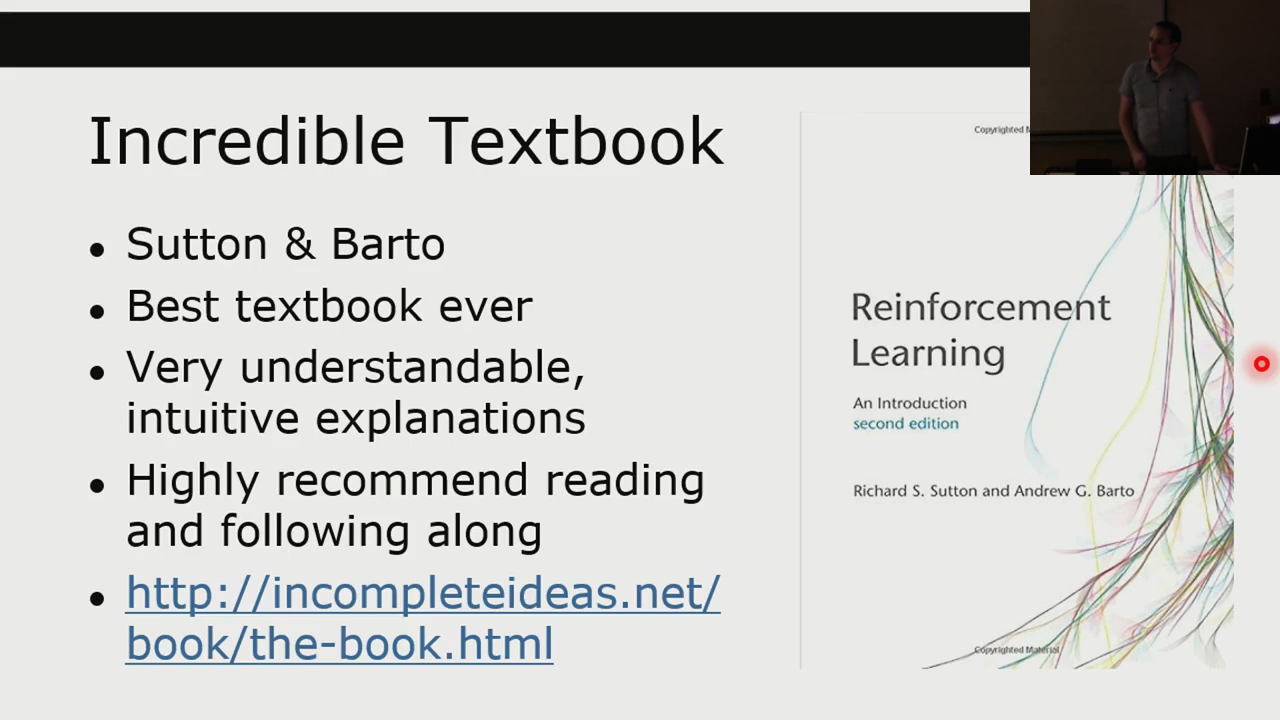 Incredible Textbook
• Sutton & Barto
• Best textbook ever
• Very understandable,
intuitive explanations
• Highly recommend reading
and following along
• http://incompleteideas.net/
book/the-book.html
Copyrighted
Reinforcement
Learning
An Introduction
second edition
Richard S. Sutton and Andrew G. Barto
Copyrighted Material